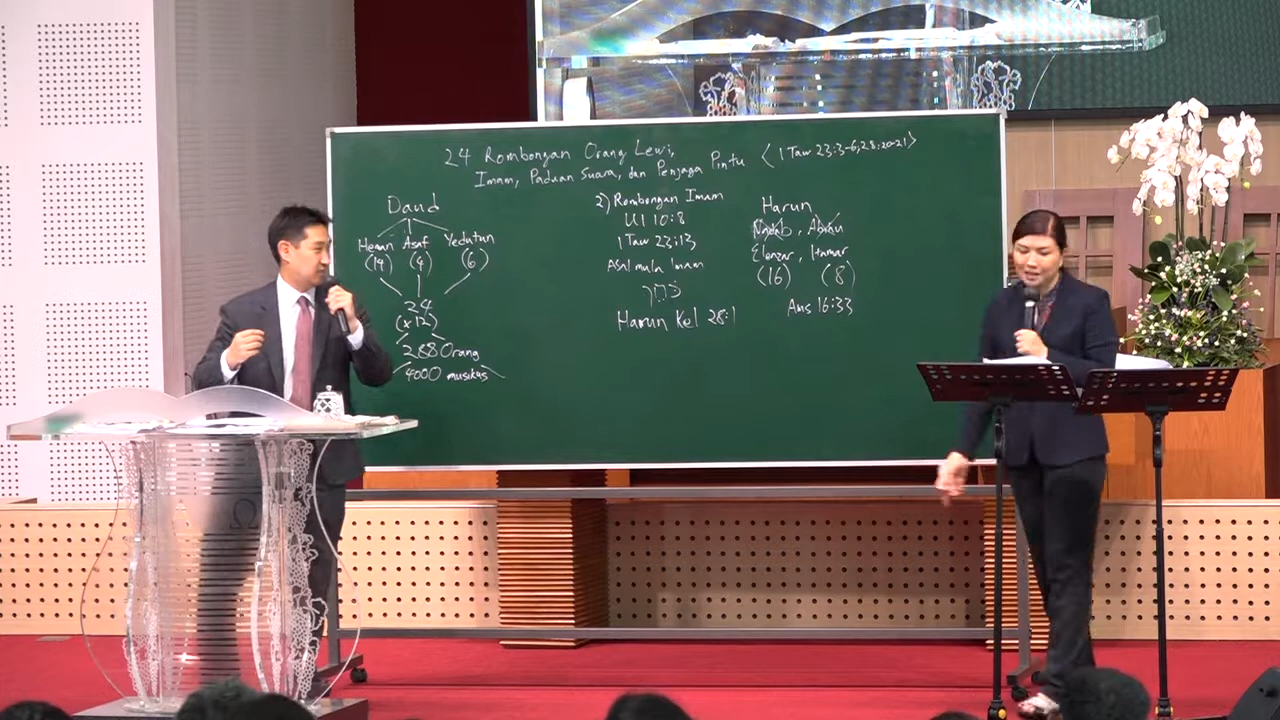 24 Rombongan Orang Lewi,
Imam, Paduan Suara, dan Penjaga Pintu
< 1 Taw 23:3-6, 28:20-21 >
Daud
Heman Asaf Yedutun
(14) (4) (6)
24
(x12)
288 Orang
4000 musikus
2) Rombongan Imam
Ul 10:8
1 Taw 23:13
Asal mula Imam
כהן
Harun Kel 28:1
Harun
Nadab, Abihu
Eleazar, Itamar
(16) (8)
Ams 16:33
Ω